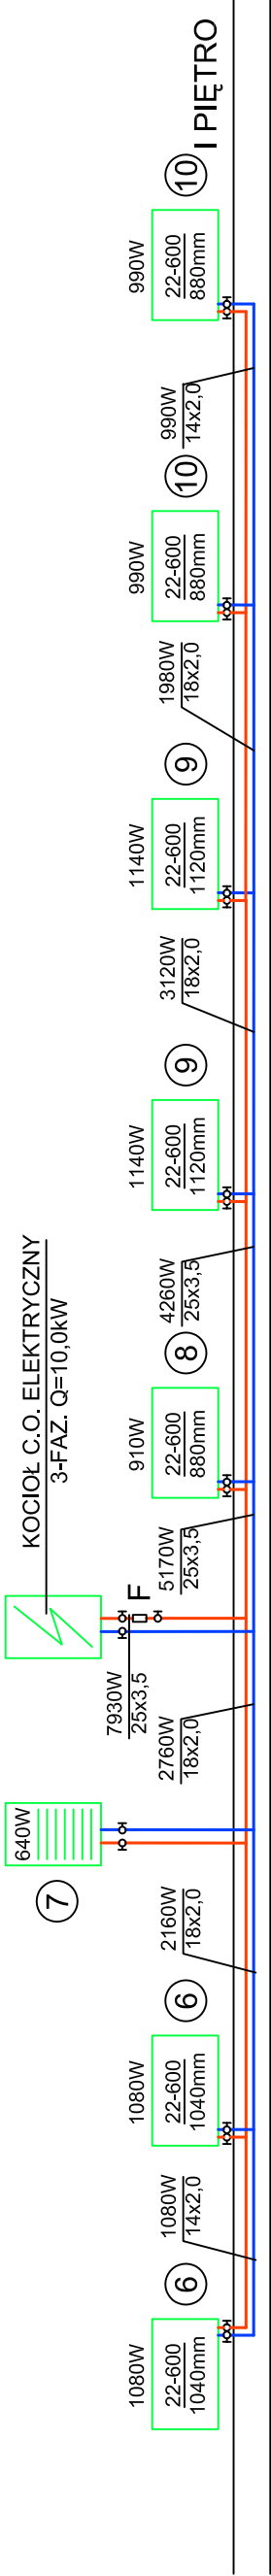 KOCIOŁ C.O. ELEKTRYCZNY
3-FAZ. Q=10,0kW
640W
7
7930W
25x3,5
F
1080W
22-600
1040mm
6
1080W
14x2,0
1080W
22-600
1040mm
6
2160W
18x2,0
2760W
18x2,0
5170W
25x3,5
910W
22-600
880mm
8
4260W
25x3,5
1140W
22-600
1120mm
9
3120W
18x2,0
1140W
22-600
1120mm
9
1980W
18x2,0
990W
22-600
880mm
10
990W
14x2,0
990W
22-600
880mm
10
I PIĘTRO